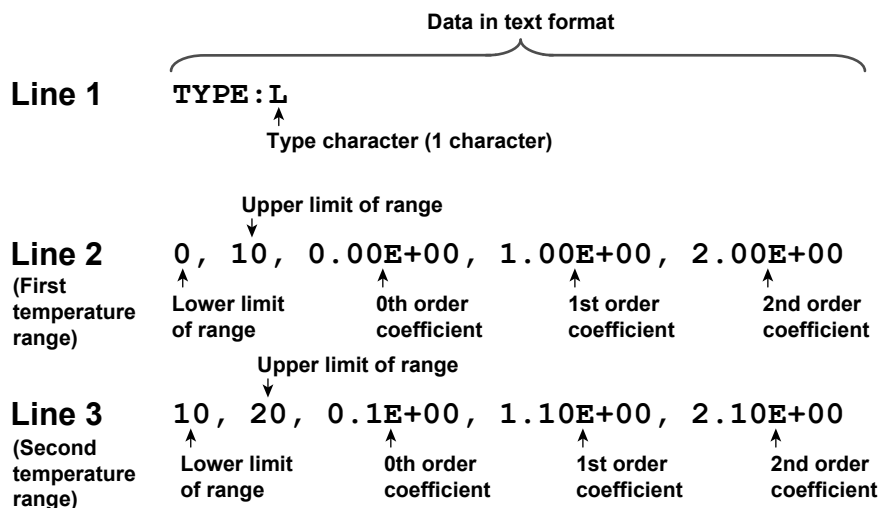 Data in text format
Line 1 TYPE:L
Type character (1 character)
Upper limit of range
Line 2 0, 10, 0.00E+00, 1.00E+00, 2.00E+00
(First temperature range)
Lower limit of range
0th order coefficient
1st order coefficient
2nd order coefficient
Upper limit of range
Line 3 10, 20, 0.1E+00, 1.10E+00, 2.10E+00
(Second temperature range)
Lower limit of range
0th order coefficient
1st order coefficient
2nd order coefficient